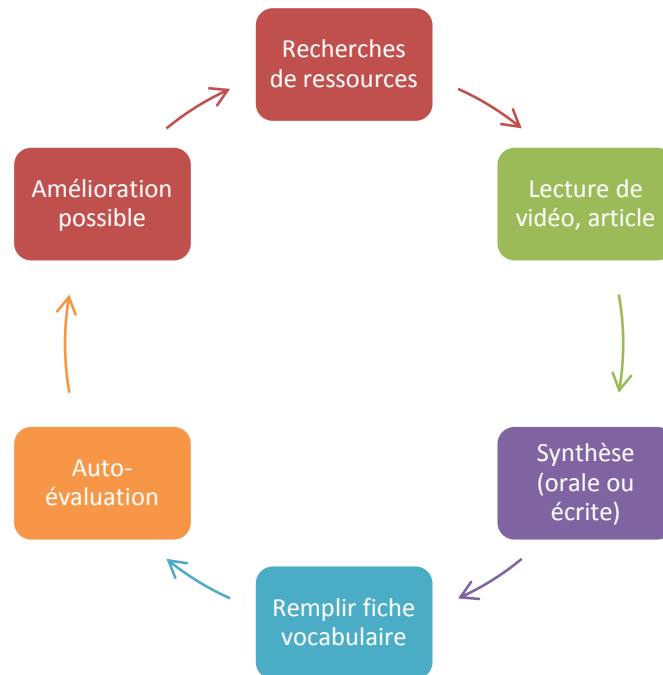 Recherches
de ressources
Lecture de
vidéo, article
Synthèse
(orale ou
écrite)
Remplir fiche
vocabulaire
Auto-
évaluation
Amélioration
possible